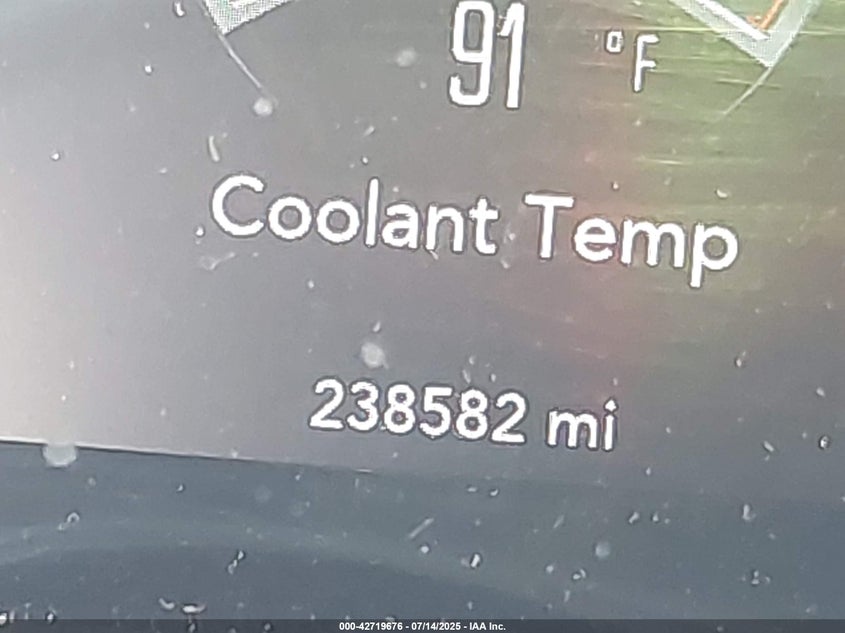 91 °F
Coolant Temp
238582 mi
000-42719676 - 07/14/2025 - IAA Inc.